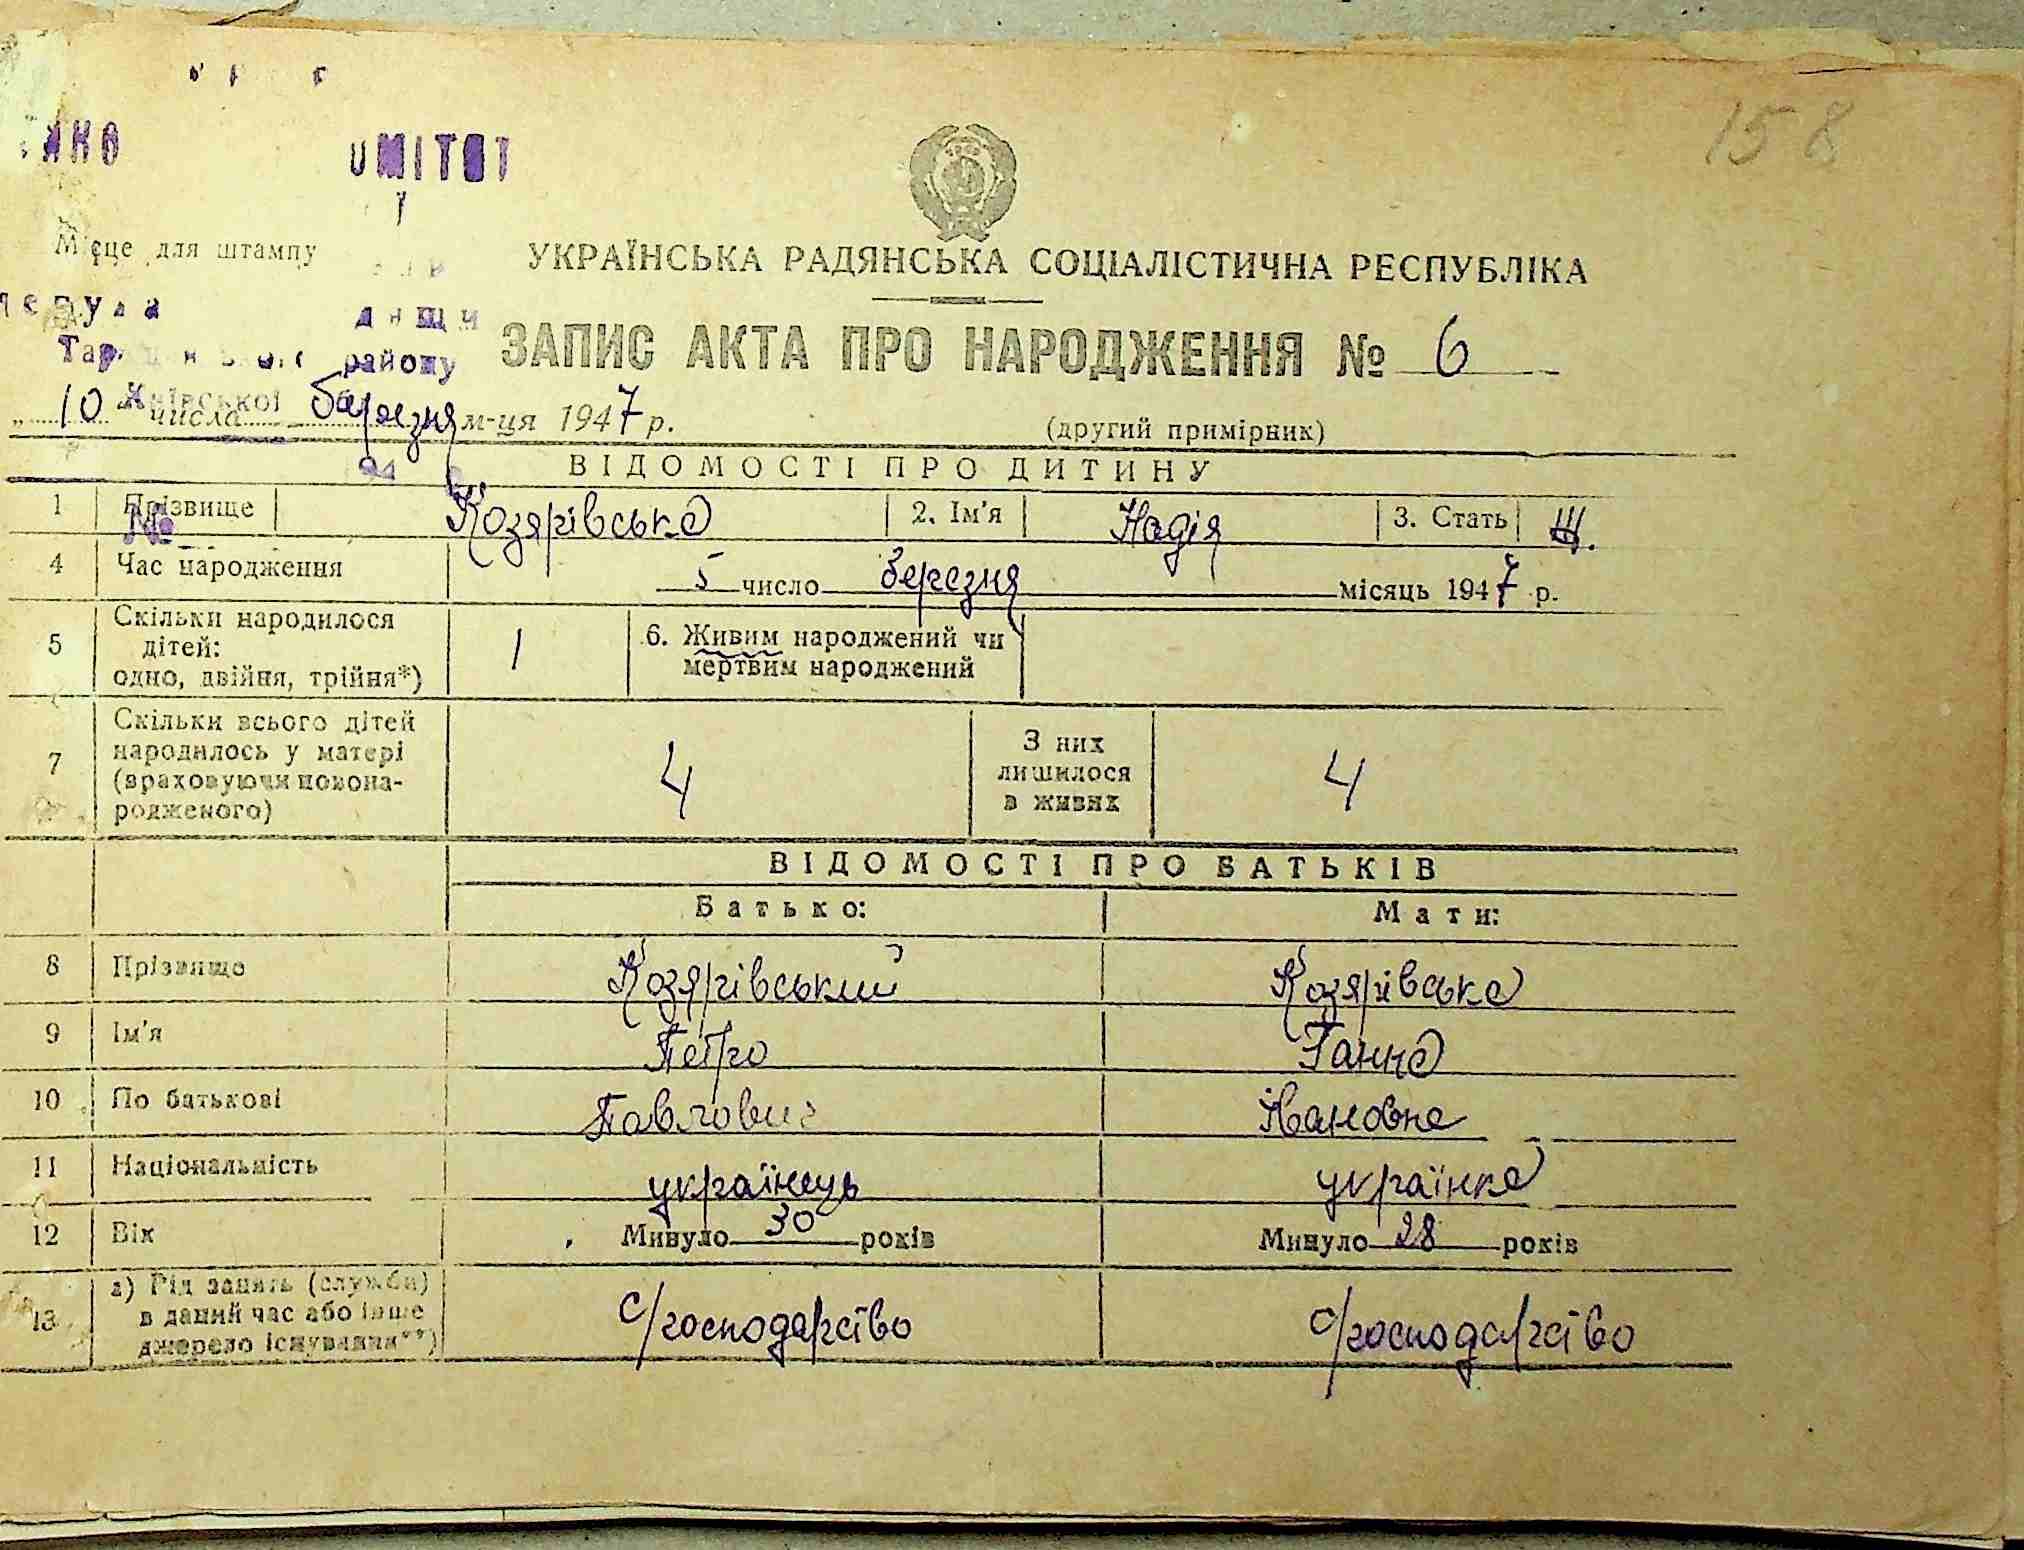 158
Місце для штампу
УКРАЇНСЬКА РАДЯНСЬКА СОЦІАЛІСТИЧНА РЕСПУБЛІКА
району
ЗАПИС АКТА ПРО НАРОДЖЕННЯ № 6
Київської
„10" числа березня м-ця 1947 р.
(другий примірник)
ВІДОМОСТІ ПРО ДИТИНУ
1 Прізвище Козярівська 2. Ім'я Надія 3. Стать Ж.
№
4 Час народження 5 число березня місяць 1947 р.
5 Скільки народилося дітей: одно, двійня, трійня*) 1 6. Живим народжений чи мертвим народжений
7 Скільки всього дітей народилось у матері (враховуючи новонародженого) 4 З них лишилося в живих 4
ВІДОМОСТІ ПРО БАТЬКІВ
Батько: Мати:
8 Прізвище Козярівський Козярівська
9 Ім'я Петро Ганна
10 По батькові Павлович Івановна
11 Національність українець українка
12 Вік Минуло 30 років Минуло 28 років
13 а) Рід занять (служби) в даний час або інше джерело існування**) с/господарство с/господарство